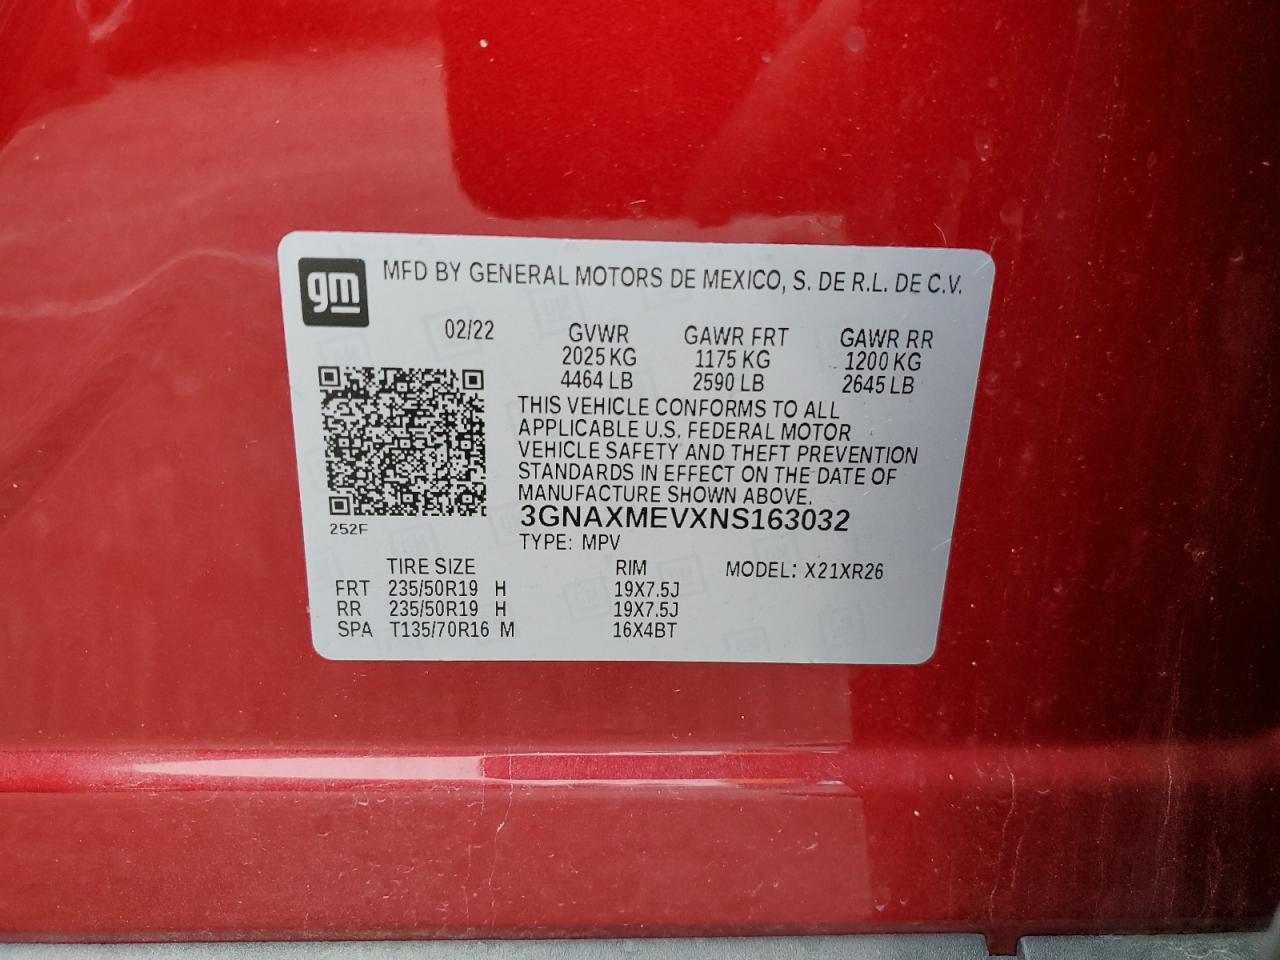 gm
MFD BY GENERAL MOTORS DE MEXICO, S. DE R.L. DE C.V.
02/22 GVWR GAWR FRT GAWR RR
2025 KG 1175 KG 1200 KG
4464 LB 2590 LB 2645 LB
THIS VEHICLE CONFORMS TO ALL
APPLICABLE U.S. FEDERAL MOTOR
VEHICLE SAFETY AND THEFT PREVENTION
STANDARDS IN EFFECT ON THE DATE OF
MANUFACTURE SHOWN ABOVE.
3GNAXMEVXNS163032
252F
TYPE: MPV
TIRE SIZE RIM MODEL: X21XR26
FRT 235/50R19 H 19X7.5J
RR 235/50R19 H 19X7.5J
SPA T135/70R16 M 16X4BT